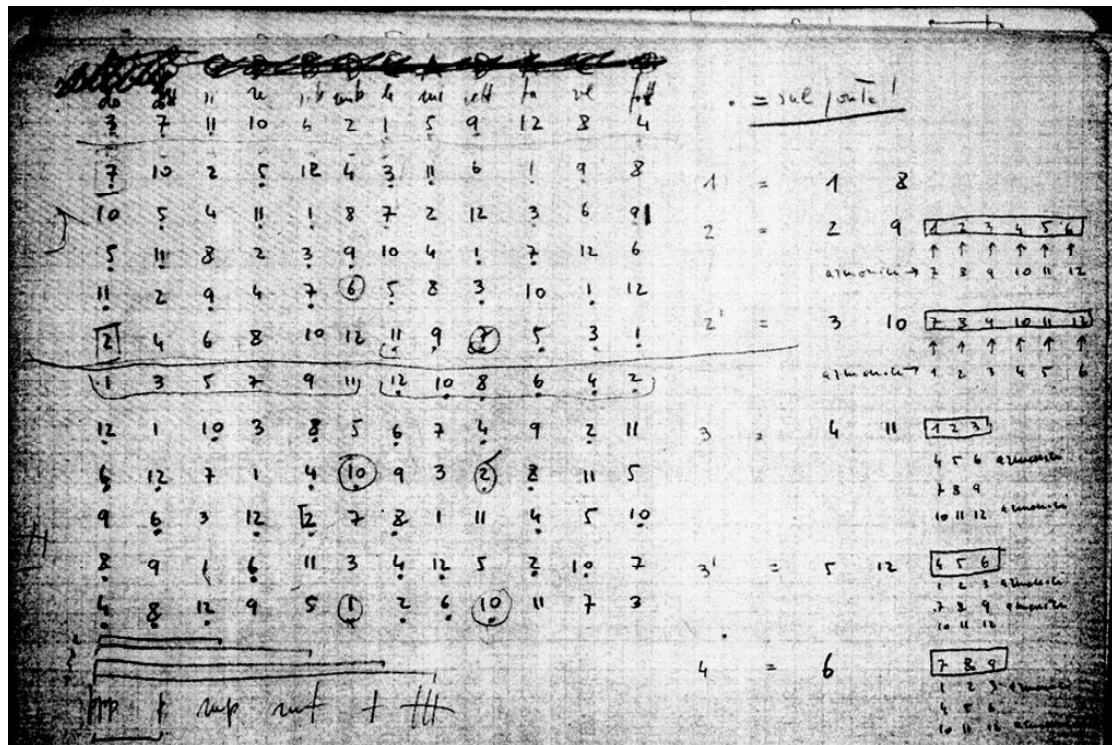 do do# re mib mi fa
3 7 11 10 6 2 1 5 9 12 8 4 . = sul ponte!
7 10 2 5 12 4 3 11 6 1 9 8
10 5 4 11 1 8 7 2 12 3 6 9
5 11 8 2 3 9 10 4 1 7 12 6
11 2 9 4 7 6 5 8 3 10 1 12
2 4 6 8 10 12 11 9 7 5 3 1
1 3 5 7 9 11 12 10 8 6 4 2
12 1 10 3 8 5 6 7 4 9 2 11
6 12 7 1 4 10 9 3 2 8 11 5
9 6 3 12 2 7 8 1 11 4 5 10
8 9 1 6 11 3 4 12 5 2 10 7
4 8 12 9 5 1 2 6 10 11 7 3
ppp p mp mf f fff
1 = 1 8
2 = 2 9 1 2 3 4 5 6
armonici → 7 8 9 10 11 12
2' = 3 10 7 8 9 10 11 12
armonici → 1 2 3 4 5 6
3 = 4 11 1 2 3
4 5 6 armonici
7 8 9
10 11 12 armonici
3' = 5 12 4 5 6
1 2 3 armonici
7 8 9 armonici
10 11 12
4 = 6 7 8 9
1 2 3 armonici
4 5 6
10 11 12 armonici